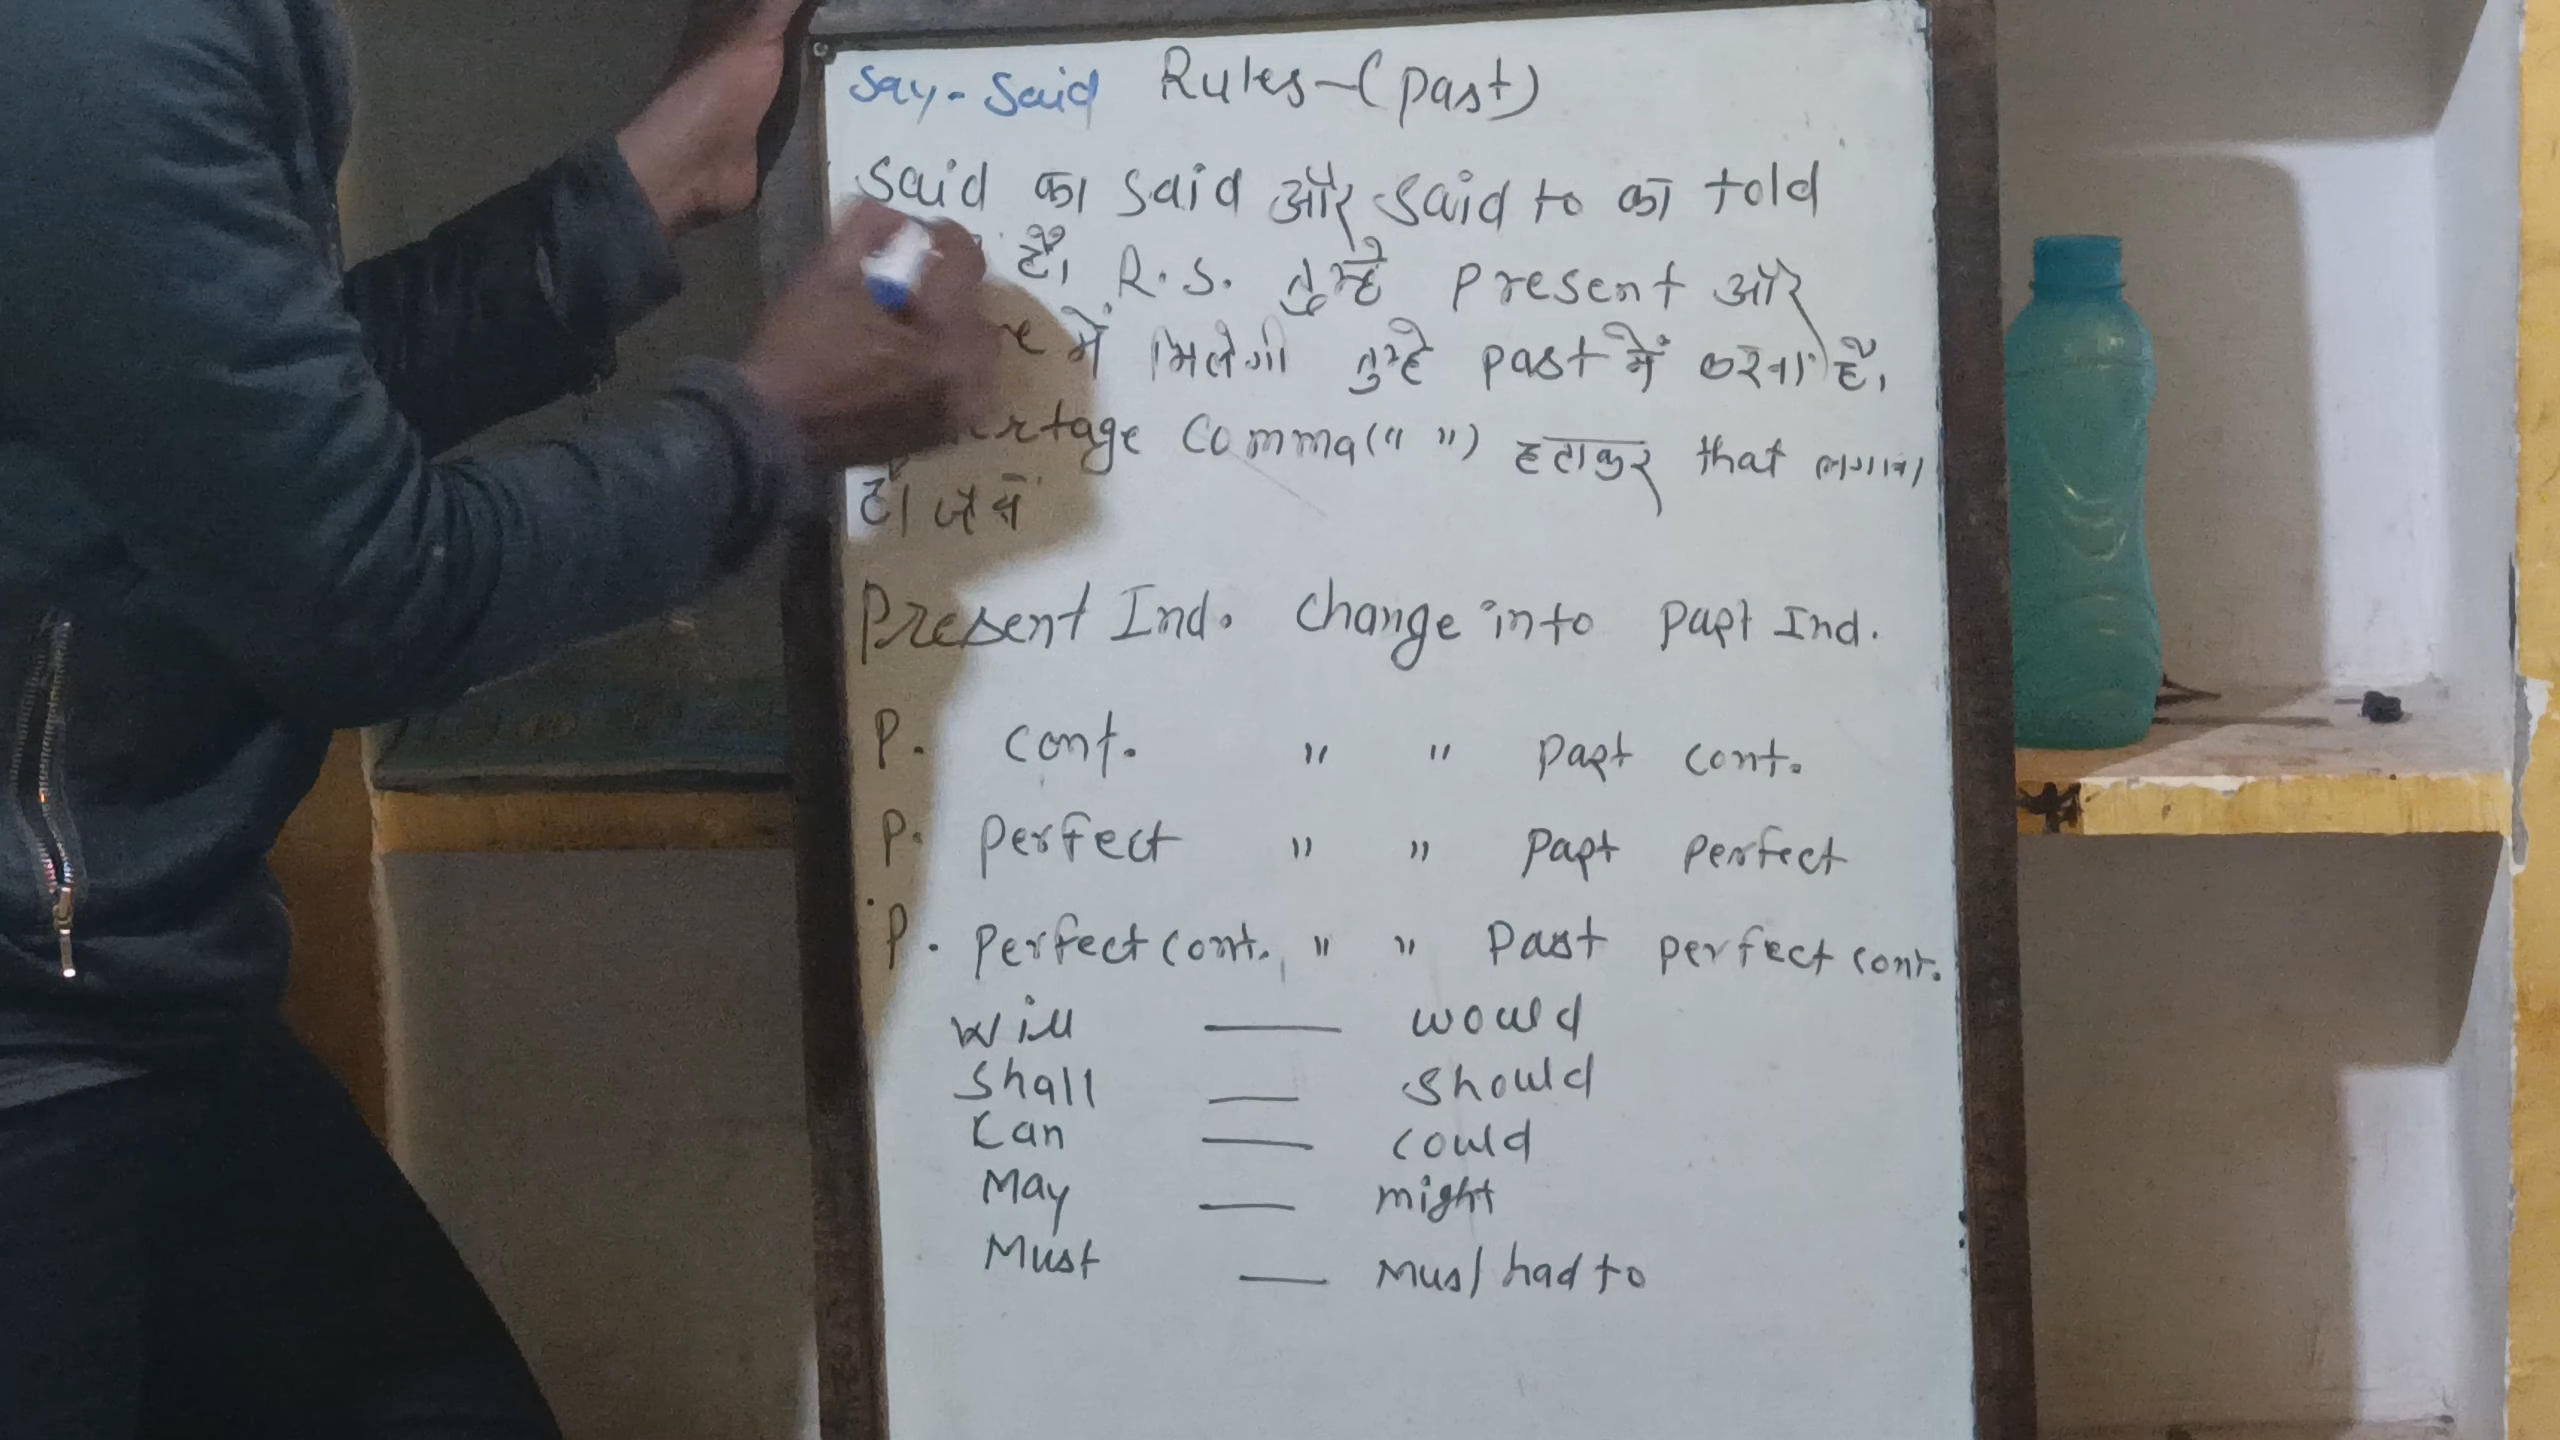 Say - Said Rules - (past)
Said का Said और Said to का told
है। R.S. तुम्हे present और
में मिलेगी तुम्हे past में करना है।
Comma (" ") हटाकर that लगाना
है। जैसे
Present Ind. Change into Past Ind.
P. Cont. " " Past Cont.
P. Perfect " " Past Perfect
P. Perfect Cont. " " Past Perfect Cont.
Will — would
Shall — Should
Can — Could
May — might
Must — Must/had to